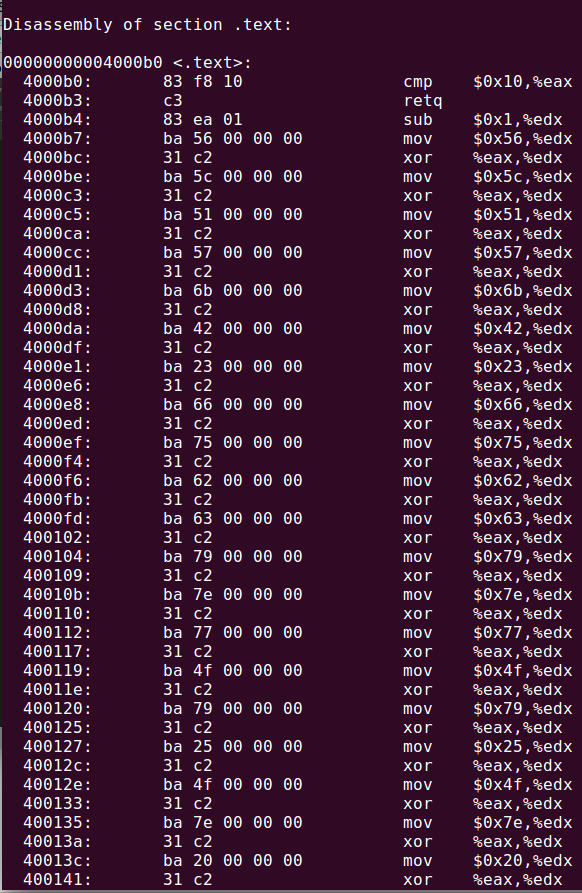 Disassembly of section .text:
00000000004000b0 <.text>:
4000b0: 83 f8 10 cmp $0x10,%eax
4000b3: c3 retq
4000b4: 83 ea 01 sub $0x1,%edx
4000b7: ba 56 00 00 00 mov $0x56,%edx
4000bc: 31 c2 xor %eax,%edx
4000be: ba 5c 00 00 00 mov $0x5c,%edx
4000c3: 31 c2 xor %eax,%edx
4000c5: ba 51 00 00 00 mov $0x51,%edx
4000ca: 31 c2 xor %eax,%edx
4000cc: ba 57 00 00 00 mov $0x57,%edx
4000d1: 31 c2 xor %eax,%edx
4000d3: ba 6b 00 00 00 mov $0x6b,%edx
4000d8: 31 c2 xor %eax,%edx
4000da: ba 42 00 00 00 mov $0x42,%edx
4000df: 31 c2 xor %eax,%edx
4000e1: ba 23 00 00 00 mov $0x23,%edx
4000e6: 31 c2 xor %eax,%edx
4000e8: ba 66 00 00 00 mov $0x66,%edx
4000ed: 31 c2 xor %eax,%edx
4000ef: ba 75 00 00 00 mov $0x75,%edx
4000f4: 31 c2 xor %eax,%edx
4000f6: ba 62 00 00 00 mov $0x62,%edx
4000fb: 31 c2 xor %eax,%edx
4000fd: ba 63 00 00 00 mov $0x63,%edx
400102: 31 c2 xor %eax,%edx
400104: ba 79 00 00 00 mov $0x79,%edx
400109: 31 c2 xor %eax,%edx
40010b: ba 7e 00 00 00 mov $0x7e,%edx
400110: 31 c2 xor %eax,%edx
400112: ba 77 00 00 00 mov $0x77,%edx
400117: 31 c2 xor %eax,%edx
400119: ba 4f 00 00 00 mov $0x4f,%edx
40011e: 31 c2 xor %eax,%edx
400120: ba 79 00 00 00 mov $0x79,%edx
400125: 31 c2 xor %eax,%edx
400127: ba 25 00 00 00 mov $0x25,%edx
40012c: 31 c2 xor %eax,%edx
40012e: ba 4f 00 00 00 mov $0x4f,%edx
400133: 31 c2 xor %eax,%edx
400135: ba 7e 00 00 00 mov $0x7e,%edx
40013a: 31 c2 xor %eax,%edx
40013c: ba 20 00 00 00 mov $0x20,%edx
400141: 31 c2 xor %eax,%edx